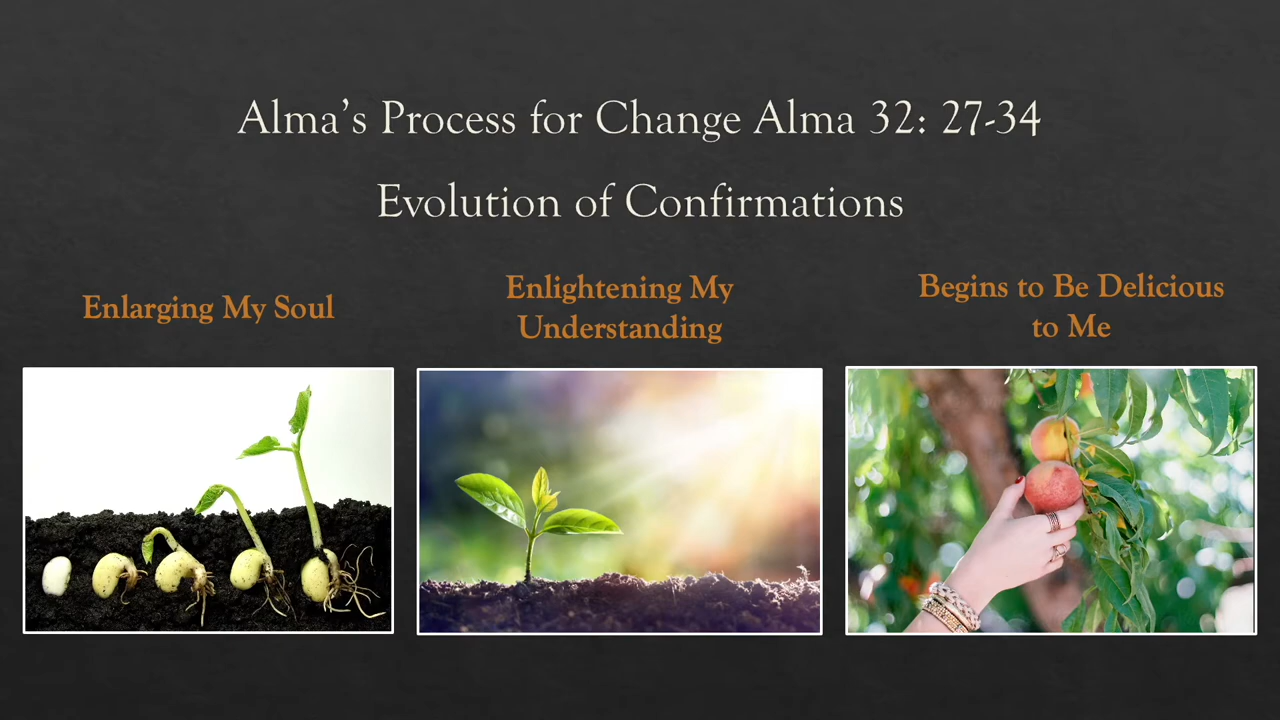 Alma’s Process for Change Alma 32: 27-34
Evolution of Confirmations
Enlarging My Soul
Enlightening My
Understanding
Begins to Be Delicious
to Me